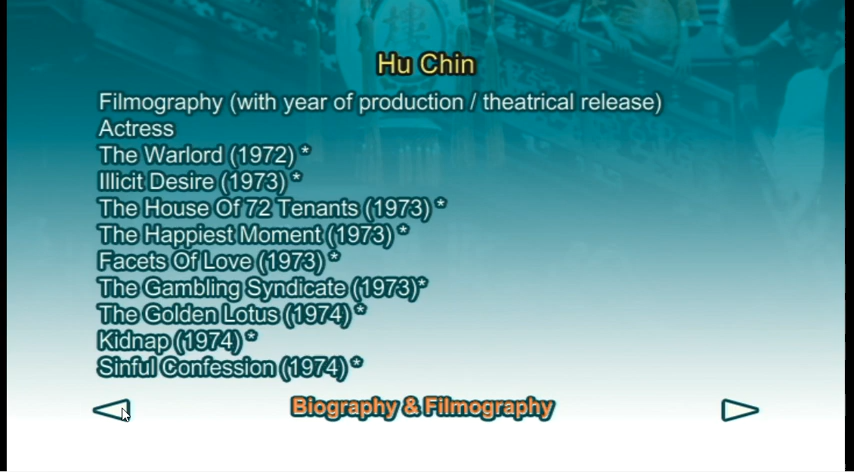 Hu Chin
Filmography (with year of production / theatrical release)
Actress
The Warlord (1972) *
Illicit Desire (1973) *
The House Of 72 Tenants (1973) *
The Happiest Moment (1973) *
Facets Of Love (1973) *
The Gambling Syndicate (1973)*
The Golden Lotus (1974) *
Kidnap (1974) *
Sinful Confession (1974) *
Biography & Filmography